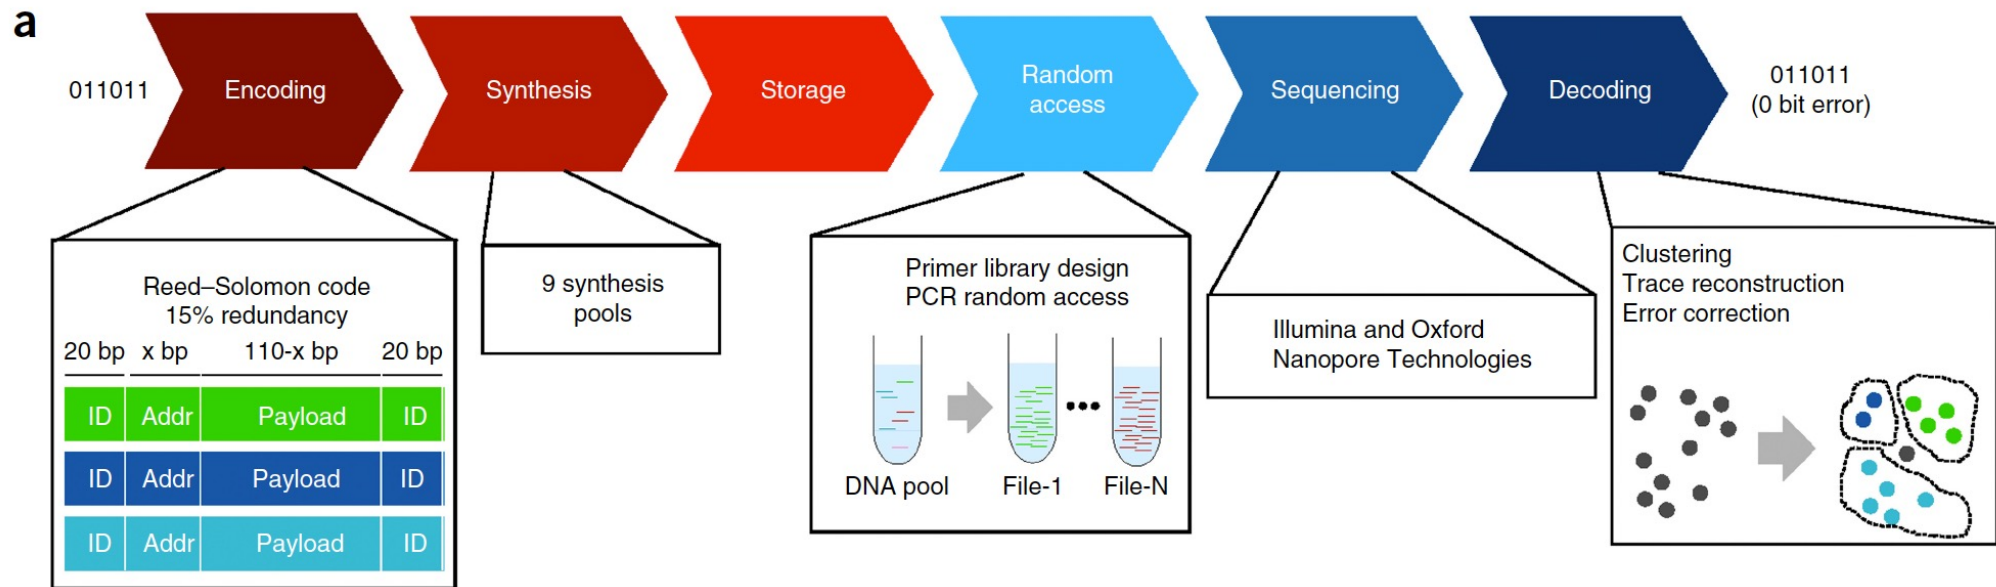 a
011011
Encoding
Synthesis
Storage
Random
access
Sequencing
Decoding
011011
(0 bit error)
Reed–Solomon code
15% redundancy
20 bp x bp 110-x bp 20 bp
ID Addr Payload ID
ID Addr Payload ID
ID Addr Payload ID
9 synthesis
pools
Primer library design
PCR random access
DNA pool File-1 File-N
Illumina and Oxford
Nanopore Technologies
Clustering
Trace reconstruction
Error correction